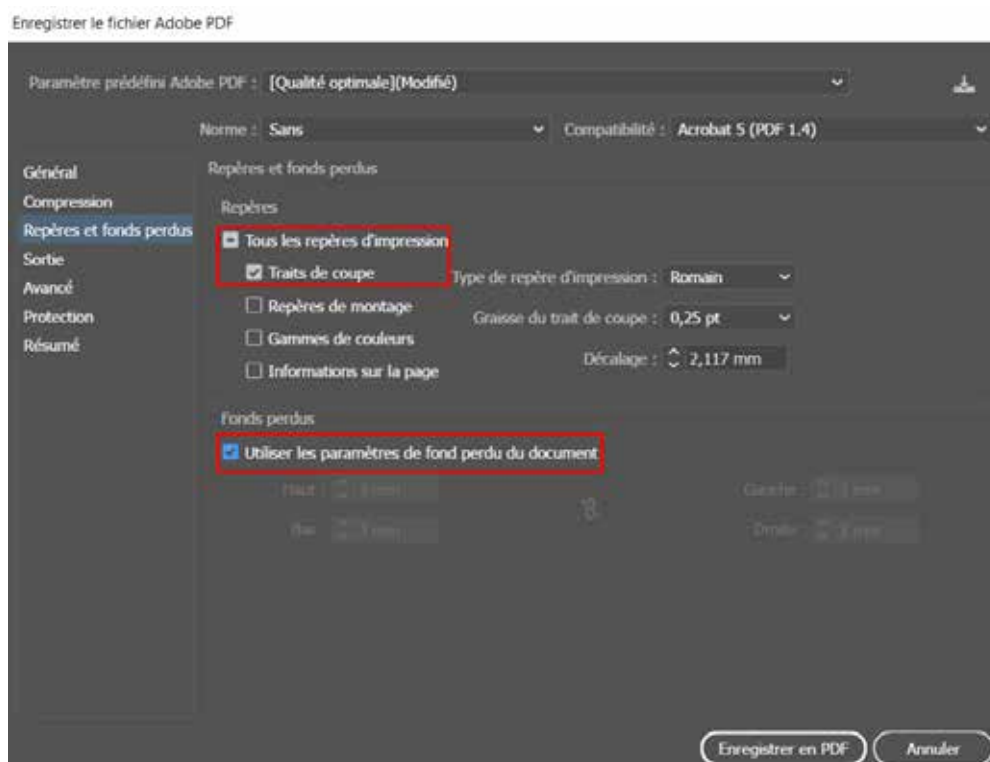 Enregistrer le fichier Adobe PDF
Paramètre prédéfini Adobe PDF : [Qualité optimale](Modifié)
Norme : Sans Compatibilité : Acrobat 5 (PDF 1.4)
Général
Compression
Repères et fonds perdus
Sortie
Avancé
Protection
Résumé
Repères et fonds perdus
Repères
Tous les repères d'impression
Traits de coupe
Repères de montage
Gammes de couleurs
Informations sur la page
Type de repère d'impression : Romain
Graisse du trait de coupe : 0,25 pt
Décalage : 2,117 mm
Fonds perdus
Utiliser les paramètres de fond perdu du document
Haut
Bas
Gauche
Droite
Enregistrer en PDF Annuler